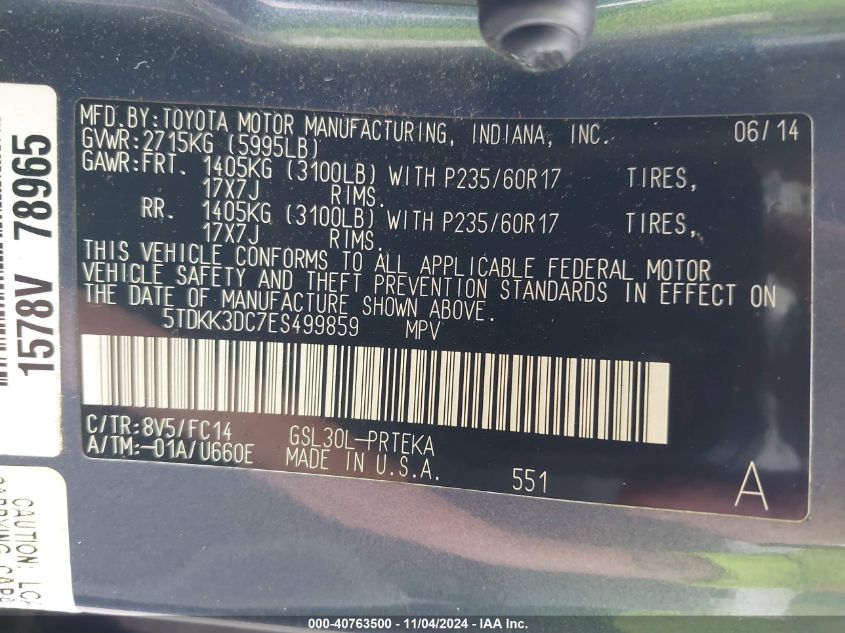 MFD.BY:TOYOTA MOTOR MANUFACTURING, INDIANA, INC. 06/14
GVWR:2715KG (5995LB)
GAWR:FRT. 1405KG (3100LB) WITH P235/60R17 TIRES,
17X7J RIMS.
RR. 1405KG (3100LB) WITH P235/60R17 TIRES,
17X7J RIMS.
THIS VEHICLE CONFORMS TO ALL APPLICABLE FEDERAL MOTOR
VEHICLE SAFETY AND THEFT PREVENTION STANDARDS IN EFFECT ON
THE DATE OF MANUFACTURE SHOWN ABOVE.
5TDKK3DC7ES499859 MPV
C/TR:8V5/FC14 GSL30L-PRTEKA
A/TM:-01A/U660E MADE IN U.S.A. 551 A
1578V 78965
CAUTION:
000-40763500 - 11/04/2024 - IAA Inc.